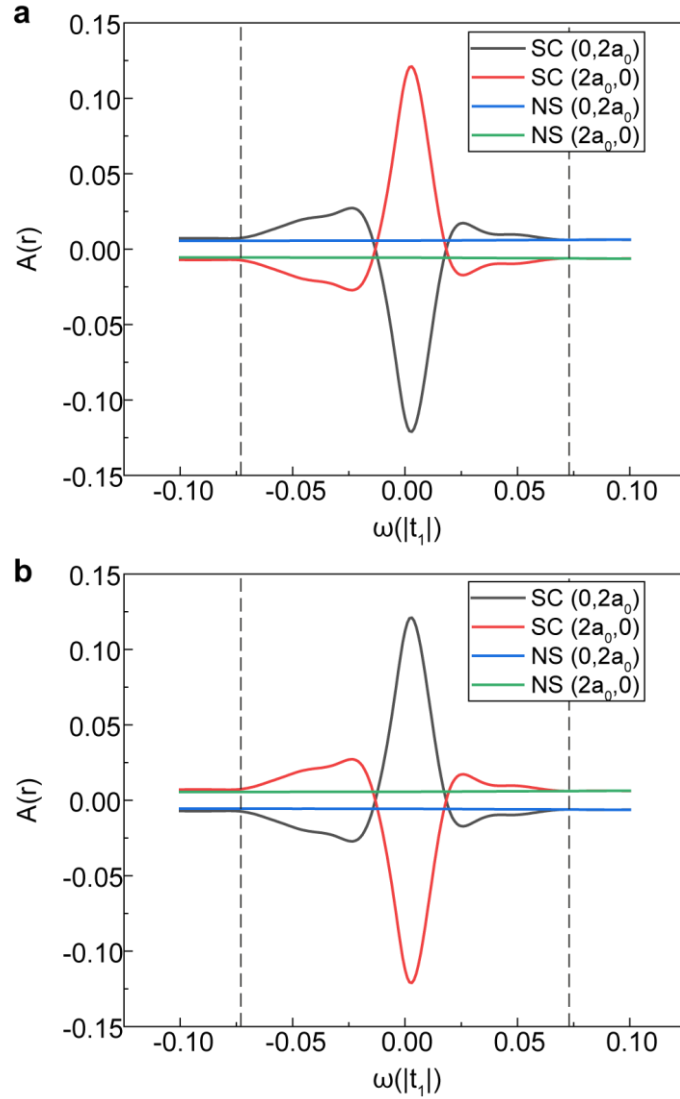 a
0.15
0.10
0.05
0.00
-0.05
-0.10
-0.15
A(r)
SC (0,2a₀)
SC (2a₀,0)
NS (0,2a₀)
NS (2a₀,0)
-0.10 -0.05 0.00 0.05 0.10
ω(|t₁|)
b
0.15
0.10
0.05
0.00
-0.05
-0.10
-0.15
A(r)
SC (0,2a₀)
SC (2a₀,0)
NS (0,2a₀)
NS (2a₀,0)
-0.10 -0.05 0.00 0.05 0.10
ω(|t₁|)